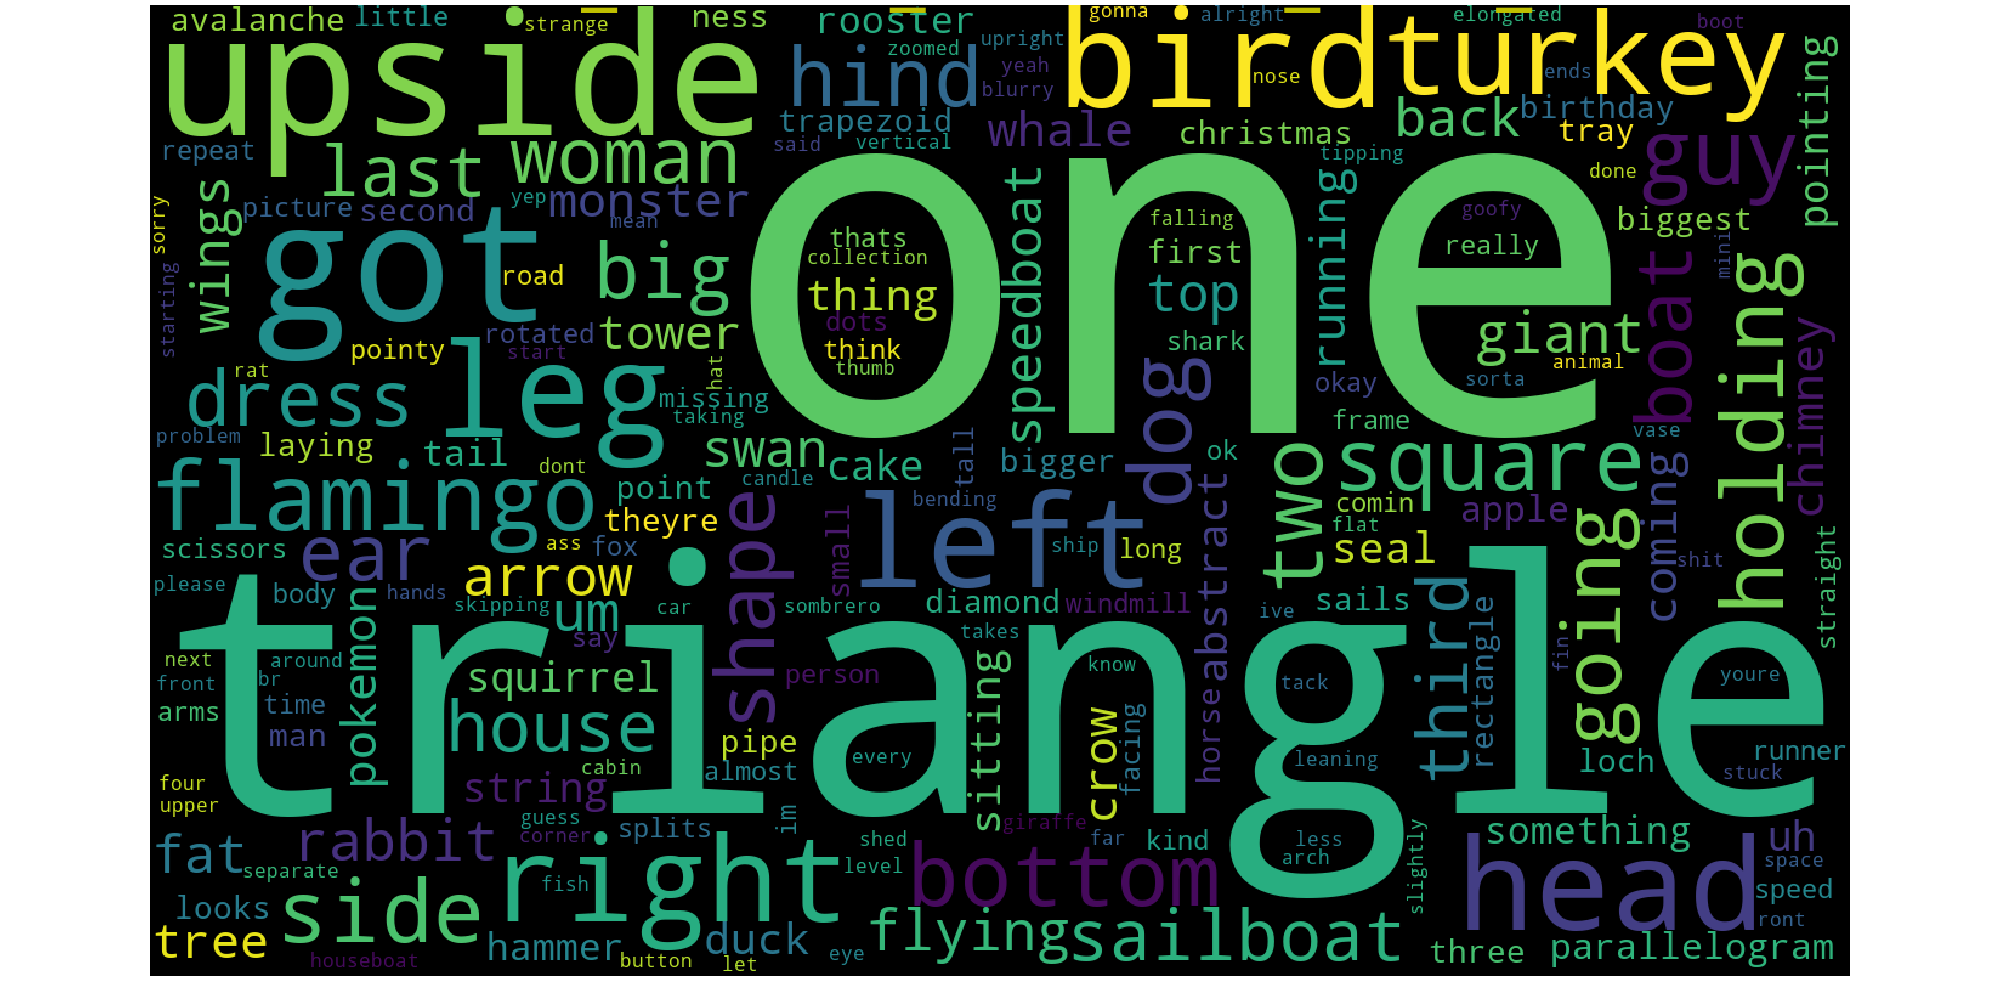 avalanche little strange ness rooster gonna alright elongated boot
upside hind zoomed upright bird turkey
yeah nose ends pointing
blurry birthday
trapezoid whale christmas back tray guy
repeat last woman said vertical tipping done
wings picture second yep monster speedboat running goofy biggest
sorry got mean one falling
thats first really mini
starting road big collection boat holding
thing top
rotated tower dots giant chimney
pointy start think shark
rat hat thumb animal
dress leg missing dog okay sorta
taking frame
problem laying tail swan cake tall bigger ok two square vase
flamingo dont candle coming
point bending comin apple
theyre shape small left abstract flat going
scissors ear ass fox ship long seal shit straight
please arrow
body hands skipping um car sombrero diamond windmill ive sails third
pokemon triangle say takes rectangle fin
next around squirrel person sitting know horse tack youre
front br
arms time house crow facing
man pipe every leaning loch runner
cabin almost stuck
four string
upper guess im giraffe less something
fat rabbit corner splits shed far kind arch slightly uh
separate right level bottom head space
looks side fish speed
tree hammer duck eye flying sailboat three ront parallelogram
houseboat button let